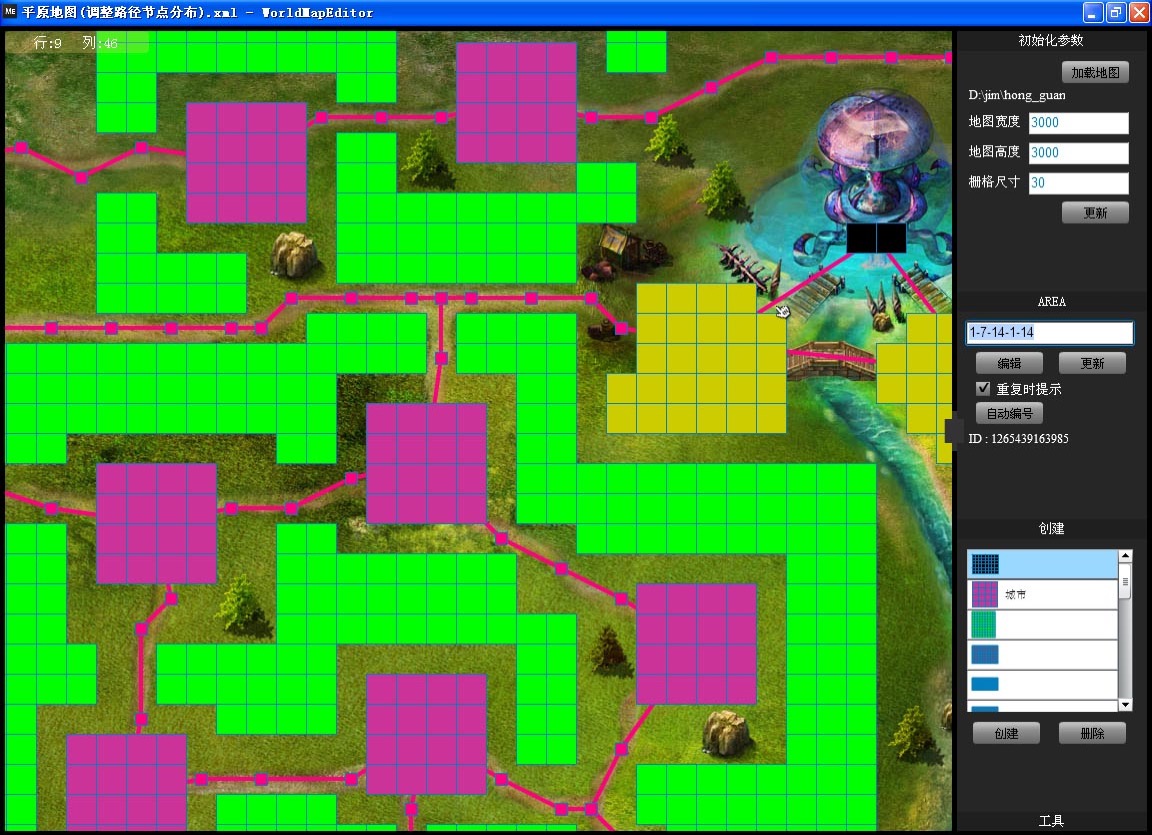 ME 平原地图(调整路径节点分布).xml - WorldMapEditor
行:9 列:46
初始化参数
加载地图
D:\jim\hong_guan
地图宽度 3000
地图高度 3000
栅格尺寸 30
更新
AREA
1-7-14-1-14
编辑 更新
重复时提示
自动编号
ID : 1265439163985
创建
城市
创建 删除
工具